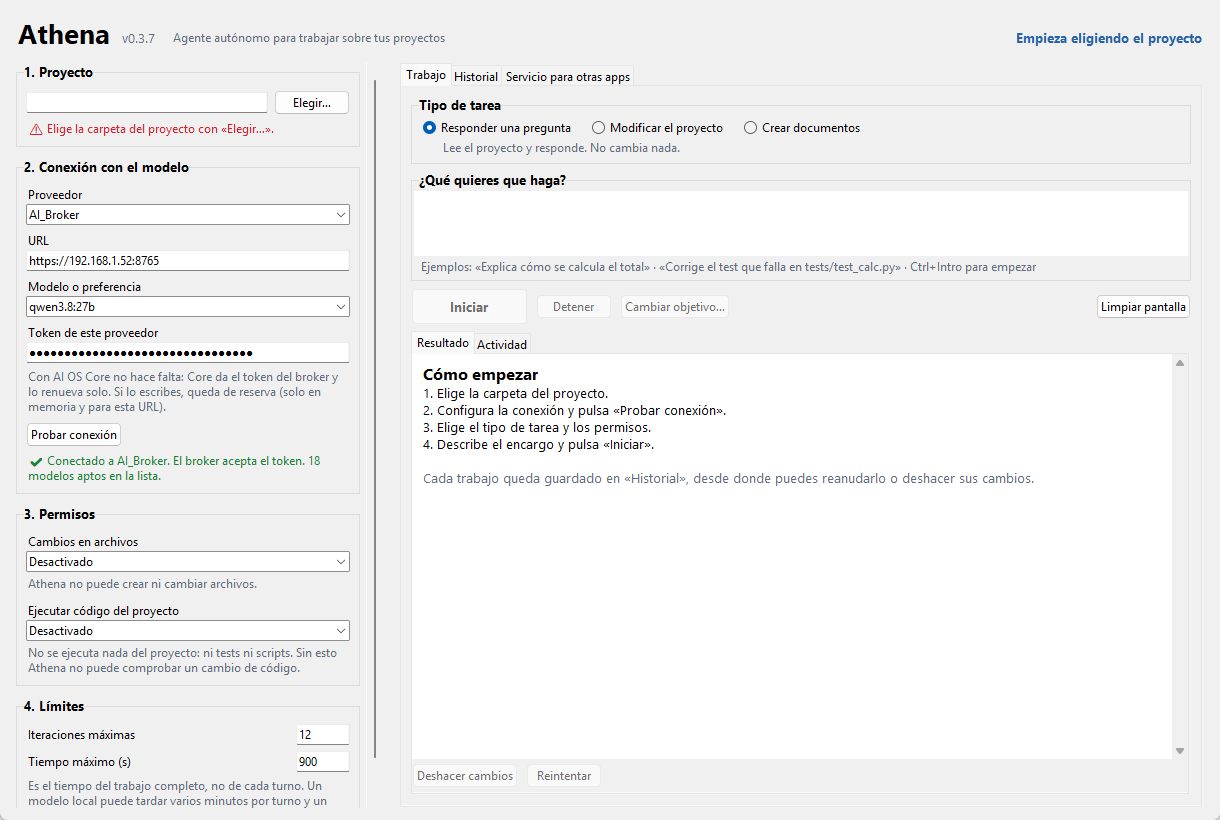 Athena v0.3.7 Agente autónomo para trabajar sobre tus proyectos
Empieza eligiendo el proyecto
1. Proyecto
Elegir...
⚠ Elige la carpeta del proyecto con «Elegir...».
2. Conexión con el modelo
Proveedor
AI_Broker
URL
https://192.168.1.52:8765
Modelo o preferencia
qwen3.8:27b
Token de este proveedor
●●●●●●●●●●●●●●●●●●●●●●●●●●●●●●●●
Con AI OS Core no hace falta: Core da el token del broker y
lo renueva solo. Si lo escribes, queda de reserva (solo en
memoria y para esta URL).
Probar conexión
✔ Conectado a AI_Broker. El broker acepta el token. 18
modelos aptos en la lista.
3. Permisos
Cambios en archivos
Desactivado
Athena no puede crear ni cambiar archivos.
Ejecutar código del proyecto
Desactivado
No se ejecuta nada del proyecto: ni tests ni scripts. Sin esto
Athena no puede comprobar un cambio de código.
4. Límites
Iteraciones máximas 12
Tiempo máximo (s) 900
Es el tiempo del trabajo completo, no de cada turno. Un
modelo local puede tardar varios minutos por turno y un
Trabajo Historial Servicio para otras apps
Tipo de tarea
Responder una pregunta Modificar el proyecto Crear documentos
Lee el proyecto y responde. No cambia nada.
¿Qué quieres que haga?
Ejemplos: «Explica cómo se calcula el total» · «Corrige el test que falla en tests/test_calc.py» · Ctrl+Intro para empezar
Iniciar Detener Cambiar objetivo... Limpiar pantalla
Resultado Actividad
Cómo empezar
1. Elige la carpeta del proyecto.
2. Configura la conexión y pulsa «Probar conexión».
3. Elige el tipo de tarea y los permisos.
4. Describe el encargo y pulsa «Iniciar».
Cada trabajo queda guardado en «Historial», desde donde puedes reanudarlo o deshacer sus cambios.
Deshacer cambios Reintentar